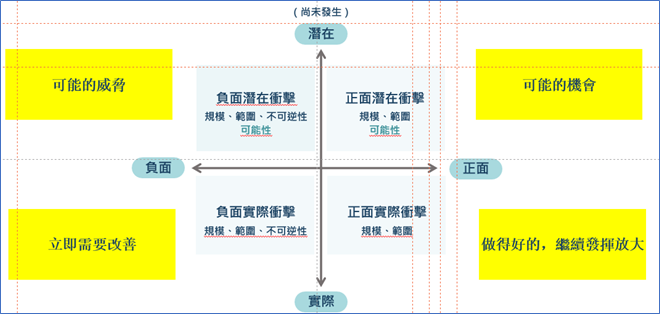 （尚未發生）
潛在
可能的威脅
可能的機會
負面潛在衝擊
規模、範圍、不可逆性
可能性
正面潛在衝擊
規模、範圍
可能性
負面
正面
負面實際衝擊
規模、範圍、不可逆性
正面實際衝擊
規模、範圍
立即需要改善
做得好的，繼續發揮放大
實際